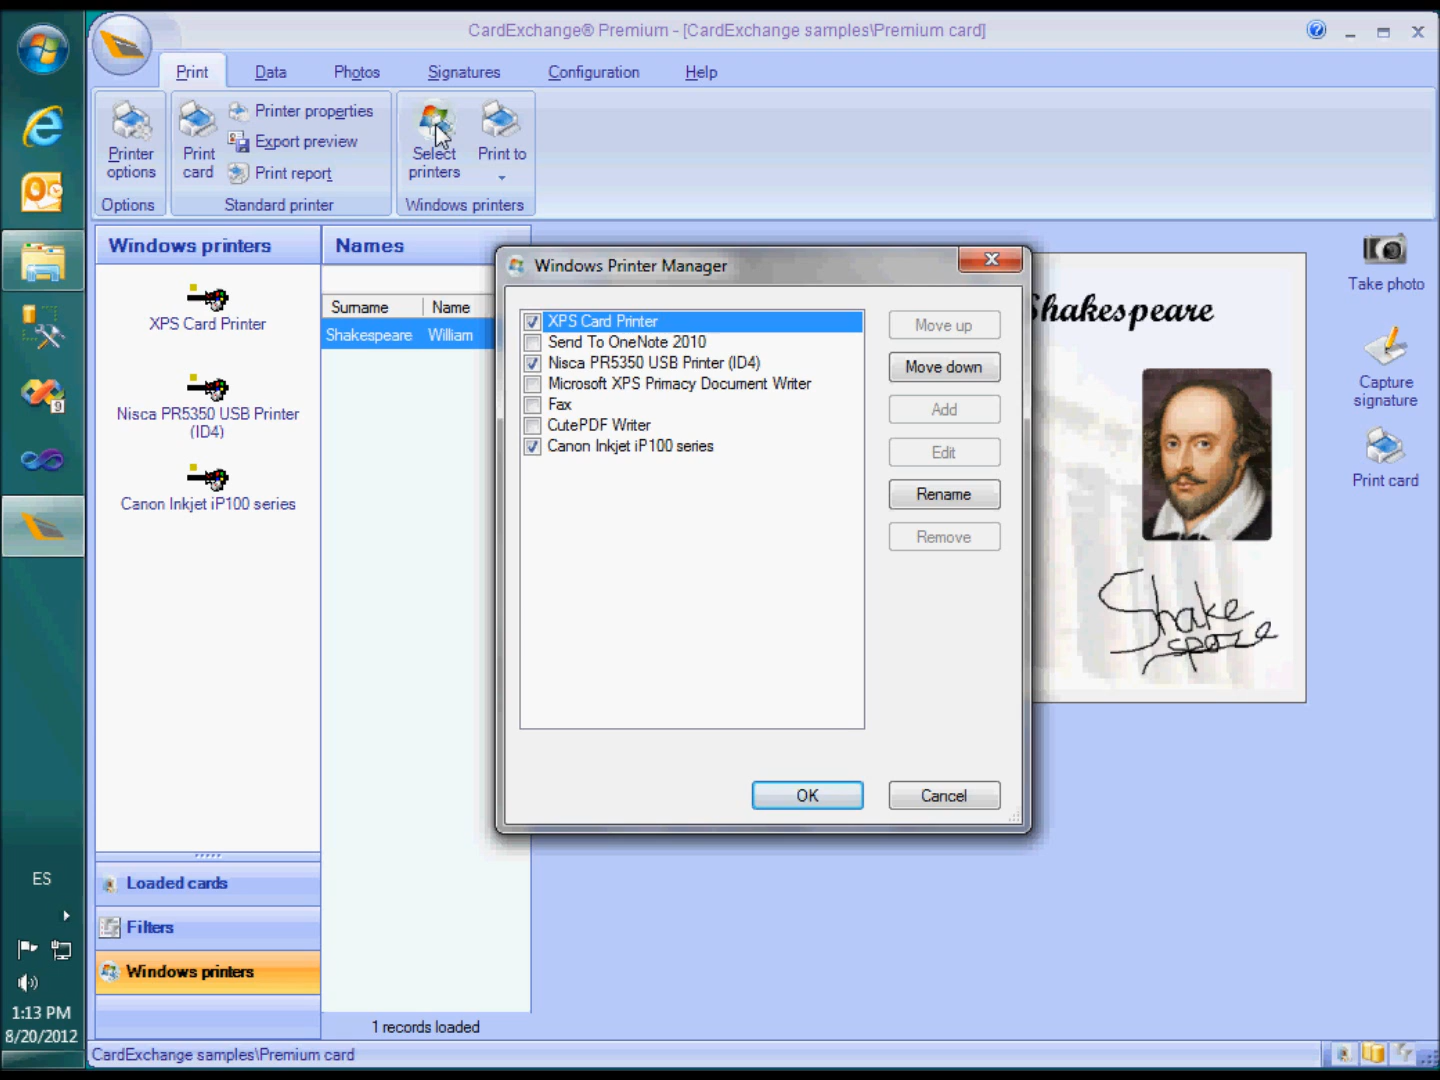 CardExchange® Premium - [CardExchange samples\Premium card]
Print Data Photos Signatures Configuration Help
Printer options
Print card
Printer properties
Export preview
Print report
Select printers
Print to
Options Standard printer Windows printers
Windows printers
XPS Card Printer
Nisca PR5350 USB Printer (ID4)
Canon Inkjet iP100 series
Names
Surname Name
Shakespeare William
Windows Printer Manager
XPS Card Printer
Send To OneNote 2010
Nisca PR5350 USB Printer (ID4)
Microsoft XPS Primacy Document Writer
Fax
CutePDF Writer
Canon Inkjet iP100 series
Move up
Move down
Add
Edit
Rename
Remove
OK Cancel
Shakespeare
Shake
speare
Take photo
Capture signature
Print card
Loaded cards
Filters
Windows printers
1 records loaded
CardExchange samples\Premium card
9
ES
1:13 PM
8/20/2012